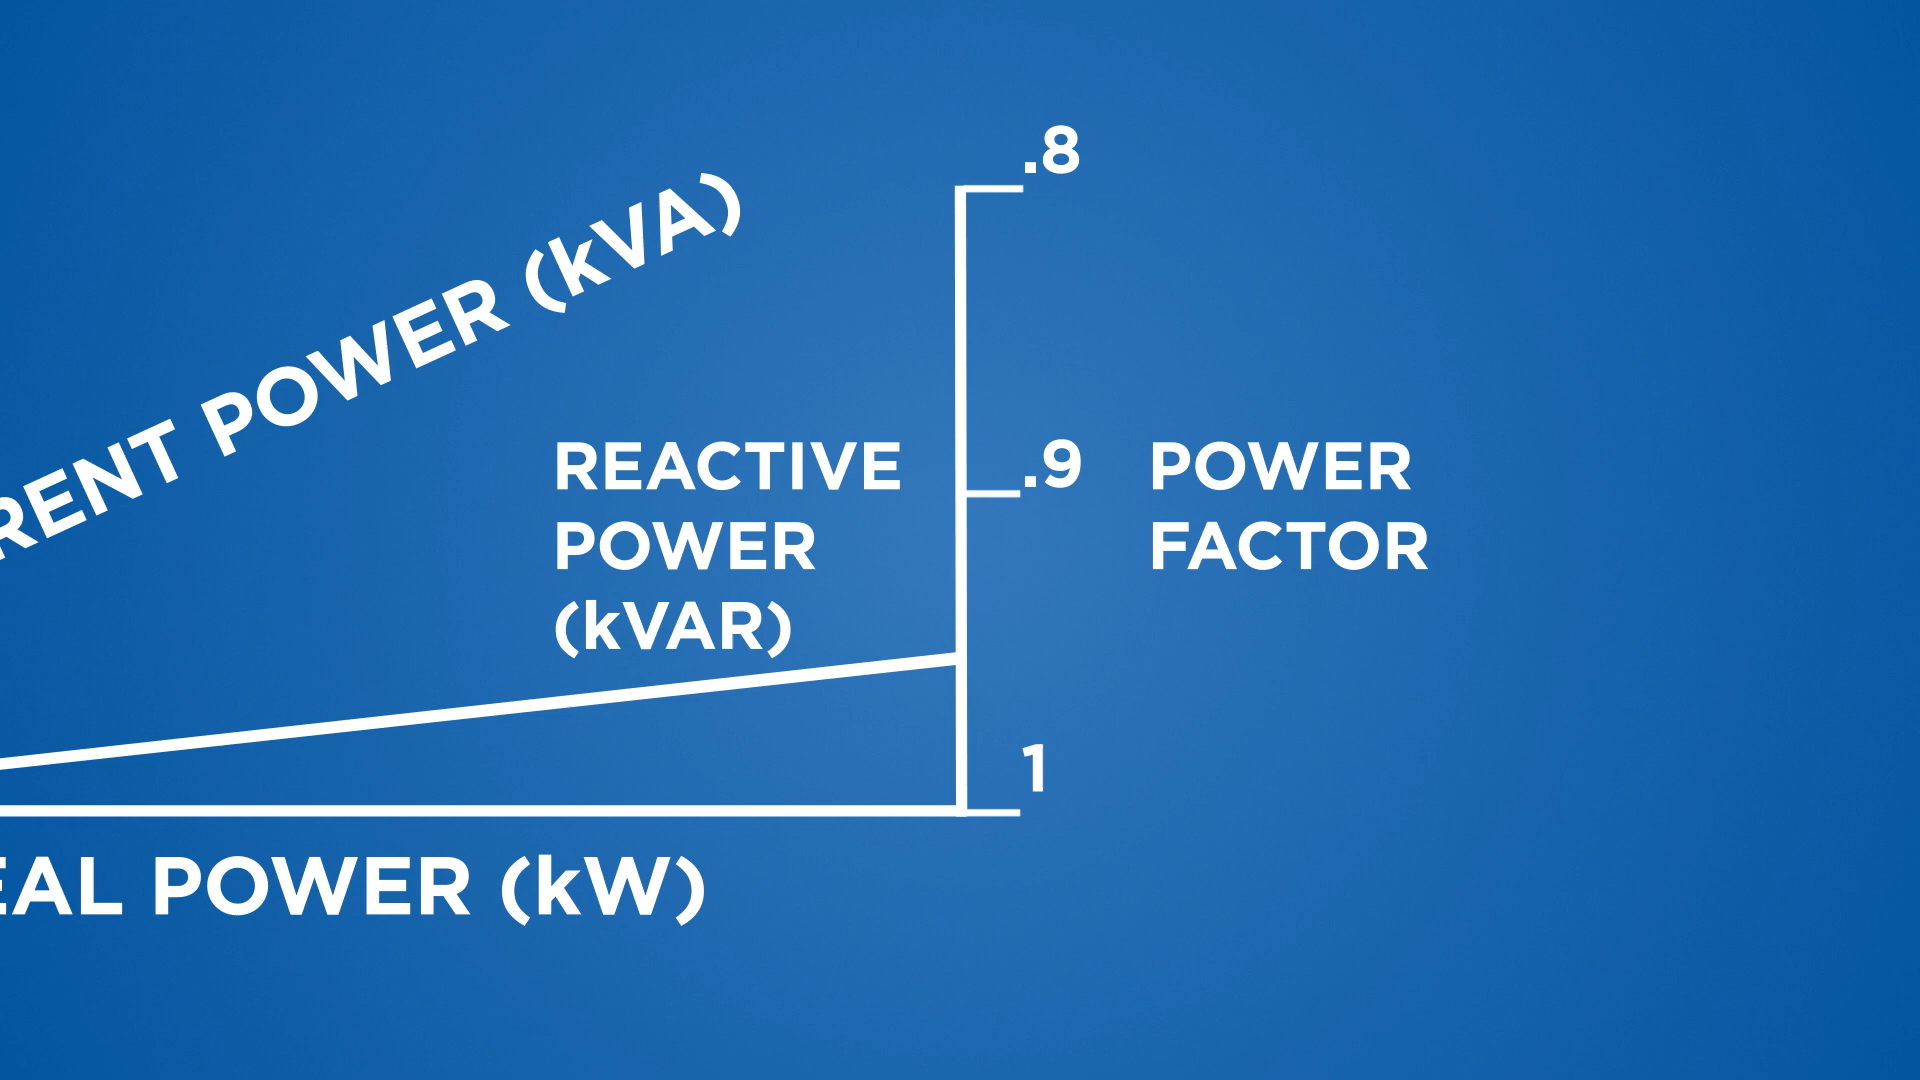 .8
RENT POWER (kVA)
REACTIVE
POWER
(kVAR)
.9
POWER
FACTOR
1
EAL POWER (kW)